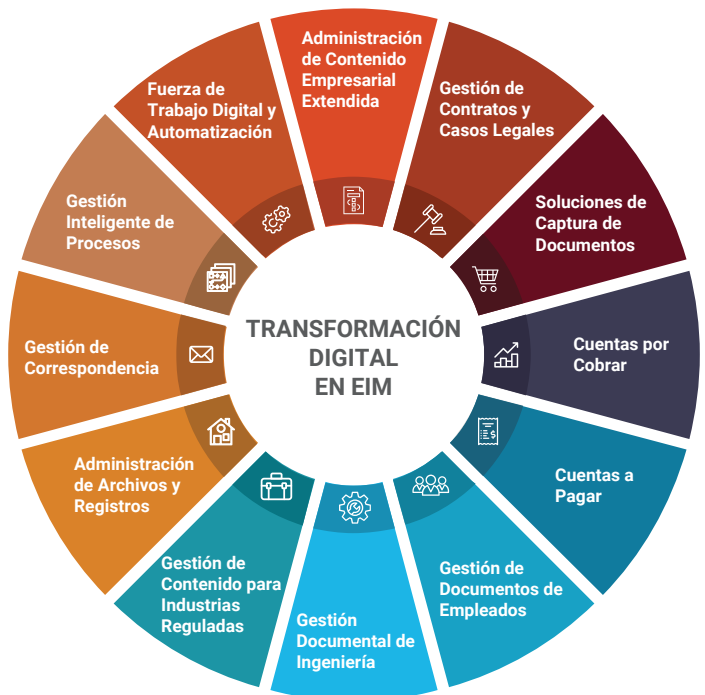 TRANSFORMACIÓN
DIGITAL
EN EIM
Administración
de Contenido
Empresarial
Extendida
Gestión de
Contratos y
Casos Legales
Soluciones de
Captura de
Documentos
Cuentas por
Cobrar
Cuentas a
Pagar
Gestión de
Documentos de
Empleados
Gestión
Documental de
Ingeniería
Gestión de
Contenido para
Industrias
Reguladas
Administración
de Archivos y
Registros
Gestión de
Correspondencia
Gestión
Inteligente de
Procesos
Fuerza de
Trabajo Digital y
Automatización